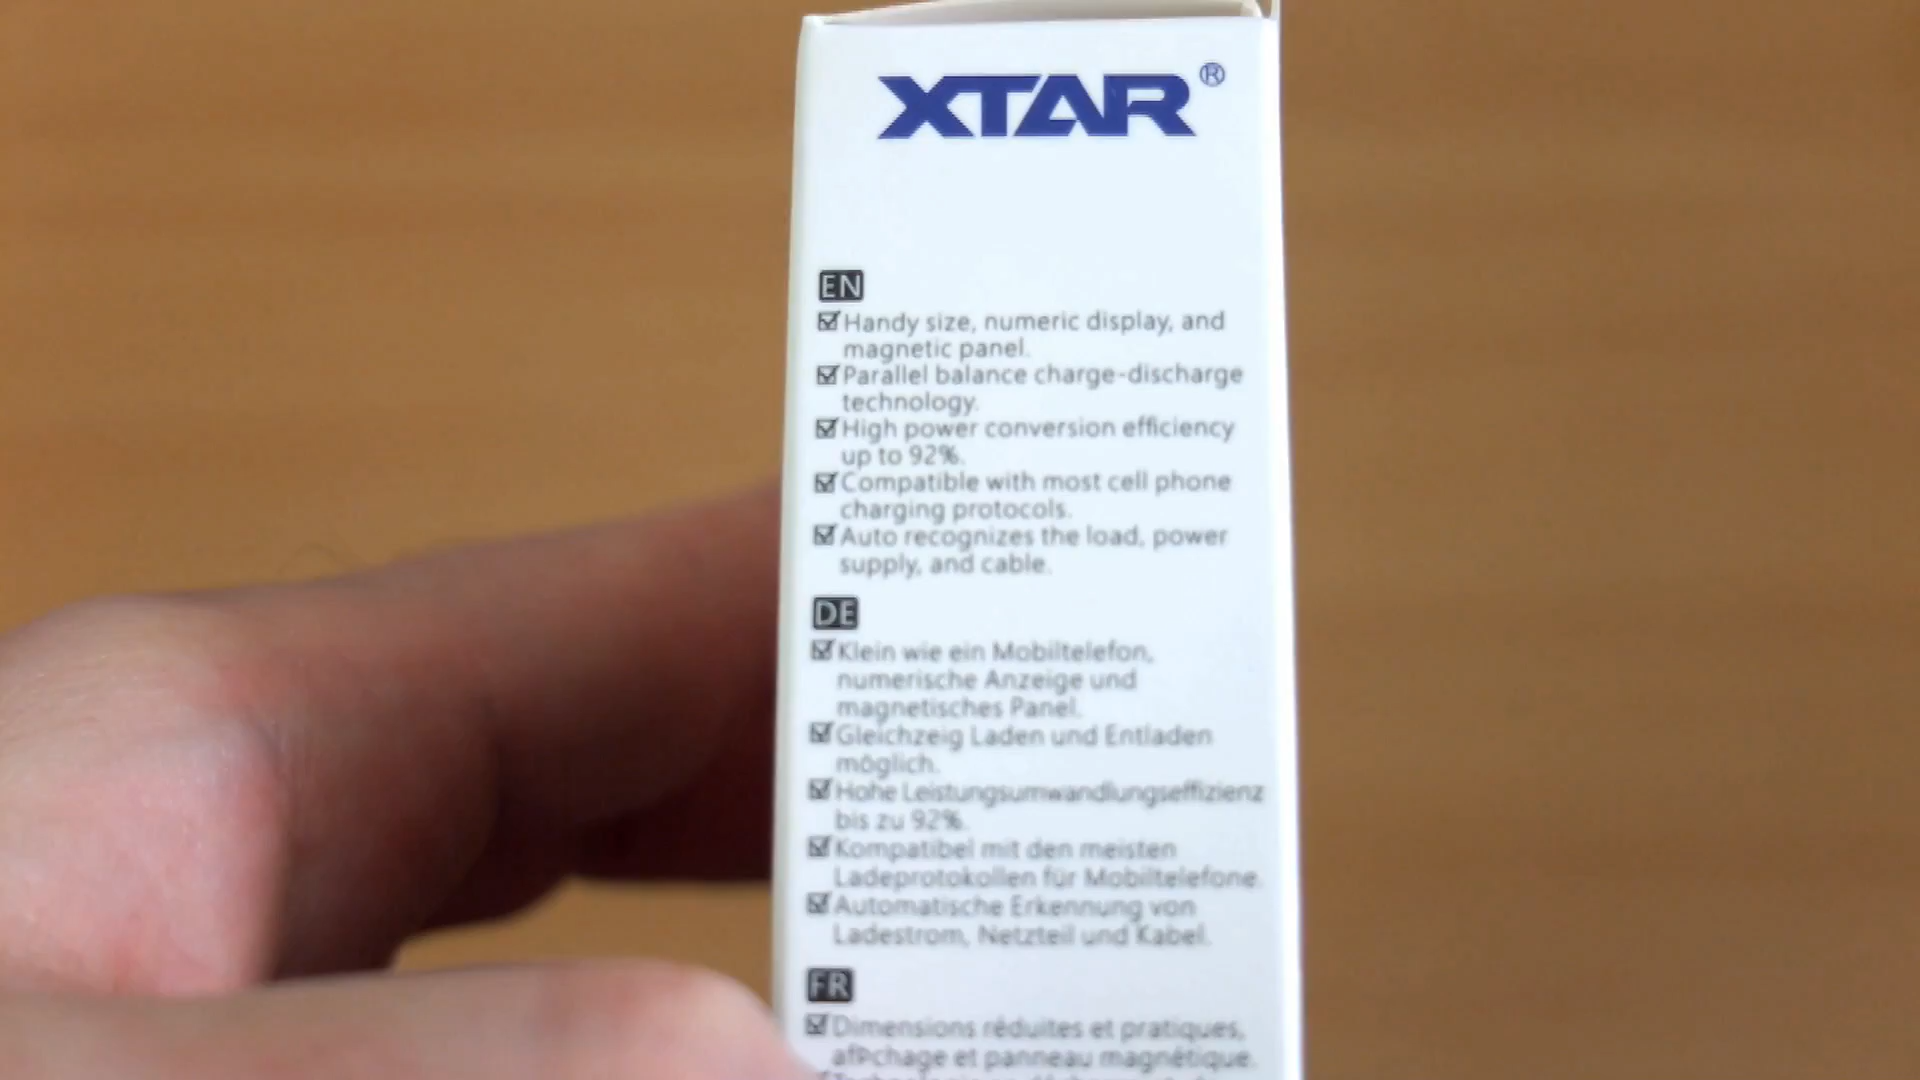 XTAR®
EN
Handy size, numeric display, and
magnetic panel.
Parallel balance charge-discharge
technology.
High power conversion efficiency
up to 92%.
Compatible with most cell phone
charging protocols.
Auto recognizes the load, power
supply, and cable.
DE
Klein wie ein Mobiltelefon,
numerische Anzeige und
magnetisches Panel.
Gleichzeig Laden und Entladen
möglich.
Hohe Leistungsumwandlungseffizienz
bis zu 92%.
Kompatibel mit den meisten
Ladeprotokollen für Mobiltelefone.
Automatische Erkennung von
Ladestrom, Netzteil und Kabel.
FR
Dimensions réduites et pratiques,
afPchage et panneau magnétique.